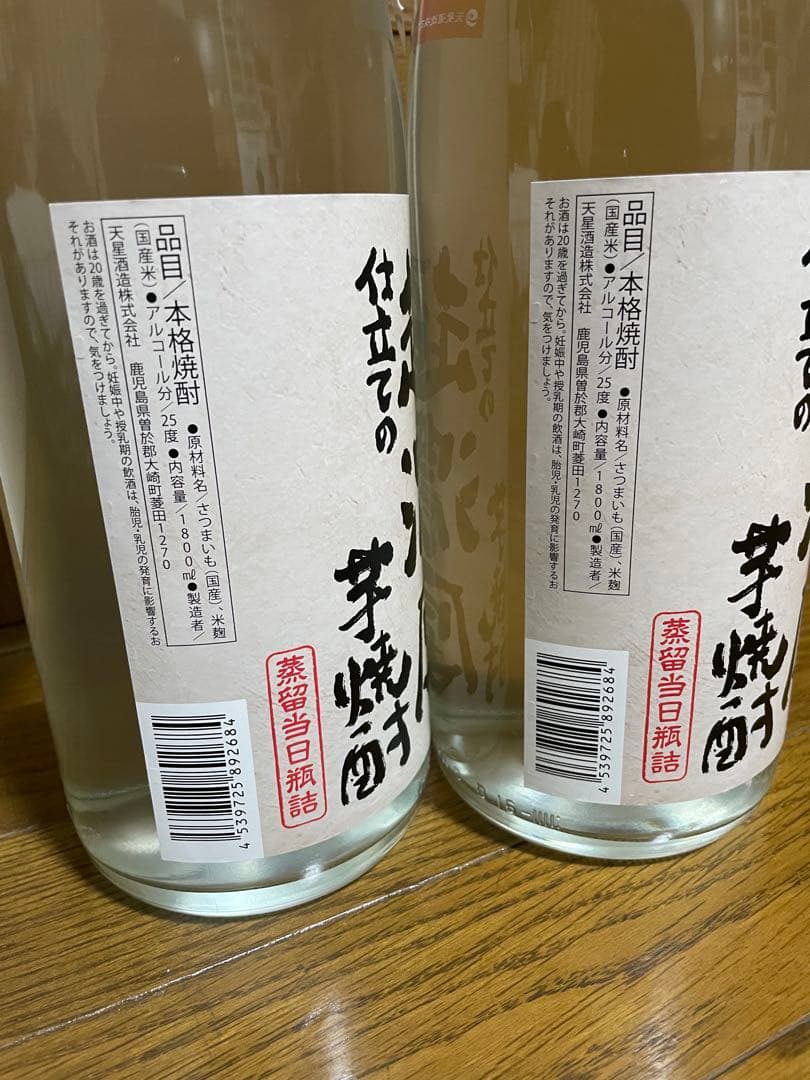 仕立ての
芋焼酎
蒸留当日瓶詰
品目/本格焼酎 ●原材料名/さつまいも(国産)、米麹
(国産米)●アルコール分/25度●内容量/1800㎖●製造者/
天星酒造株式会社 鹿児島県曽於郡大崎町菱田1270
お酒は20歳を過ぎてから。妊娠中や授乳期の飲酒は、胎児・乳児の発育に影響するお
それがありますので、気をつけましょう。
4539725892684
芋焼酎
蒸留当日瓶詰
品目/本格焼酎 ●原材料名/さつまいも(国産)、米麹
(国産米)●アルコール分/25度●内容量/1800㎖●製造者/
天星酒造株式会社 鹿児島県曽於郡大崎町菱田1270
お酒は20歳を過ぎてから。妊娠中や授乳期の飲酒は、胎児・乳児の発育に影響するお
それがありますので、気をつけましょう。
4539725892684